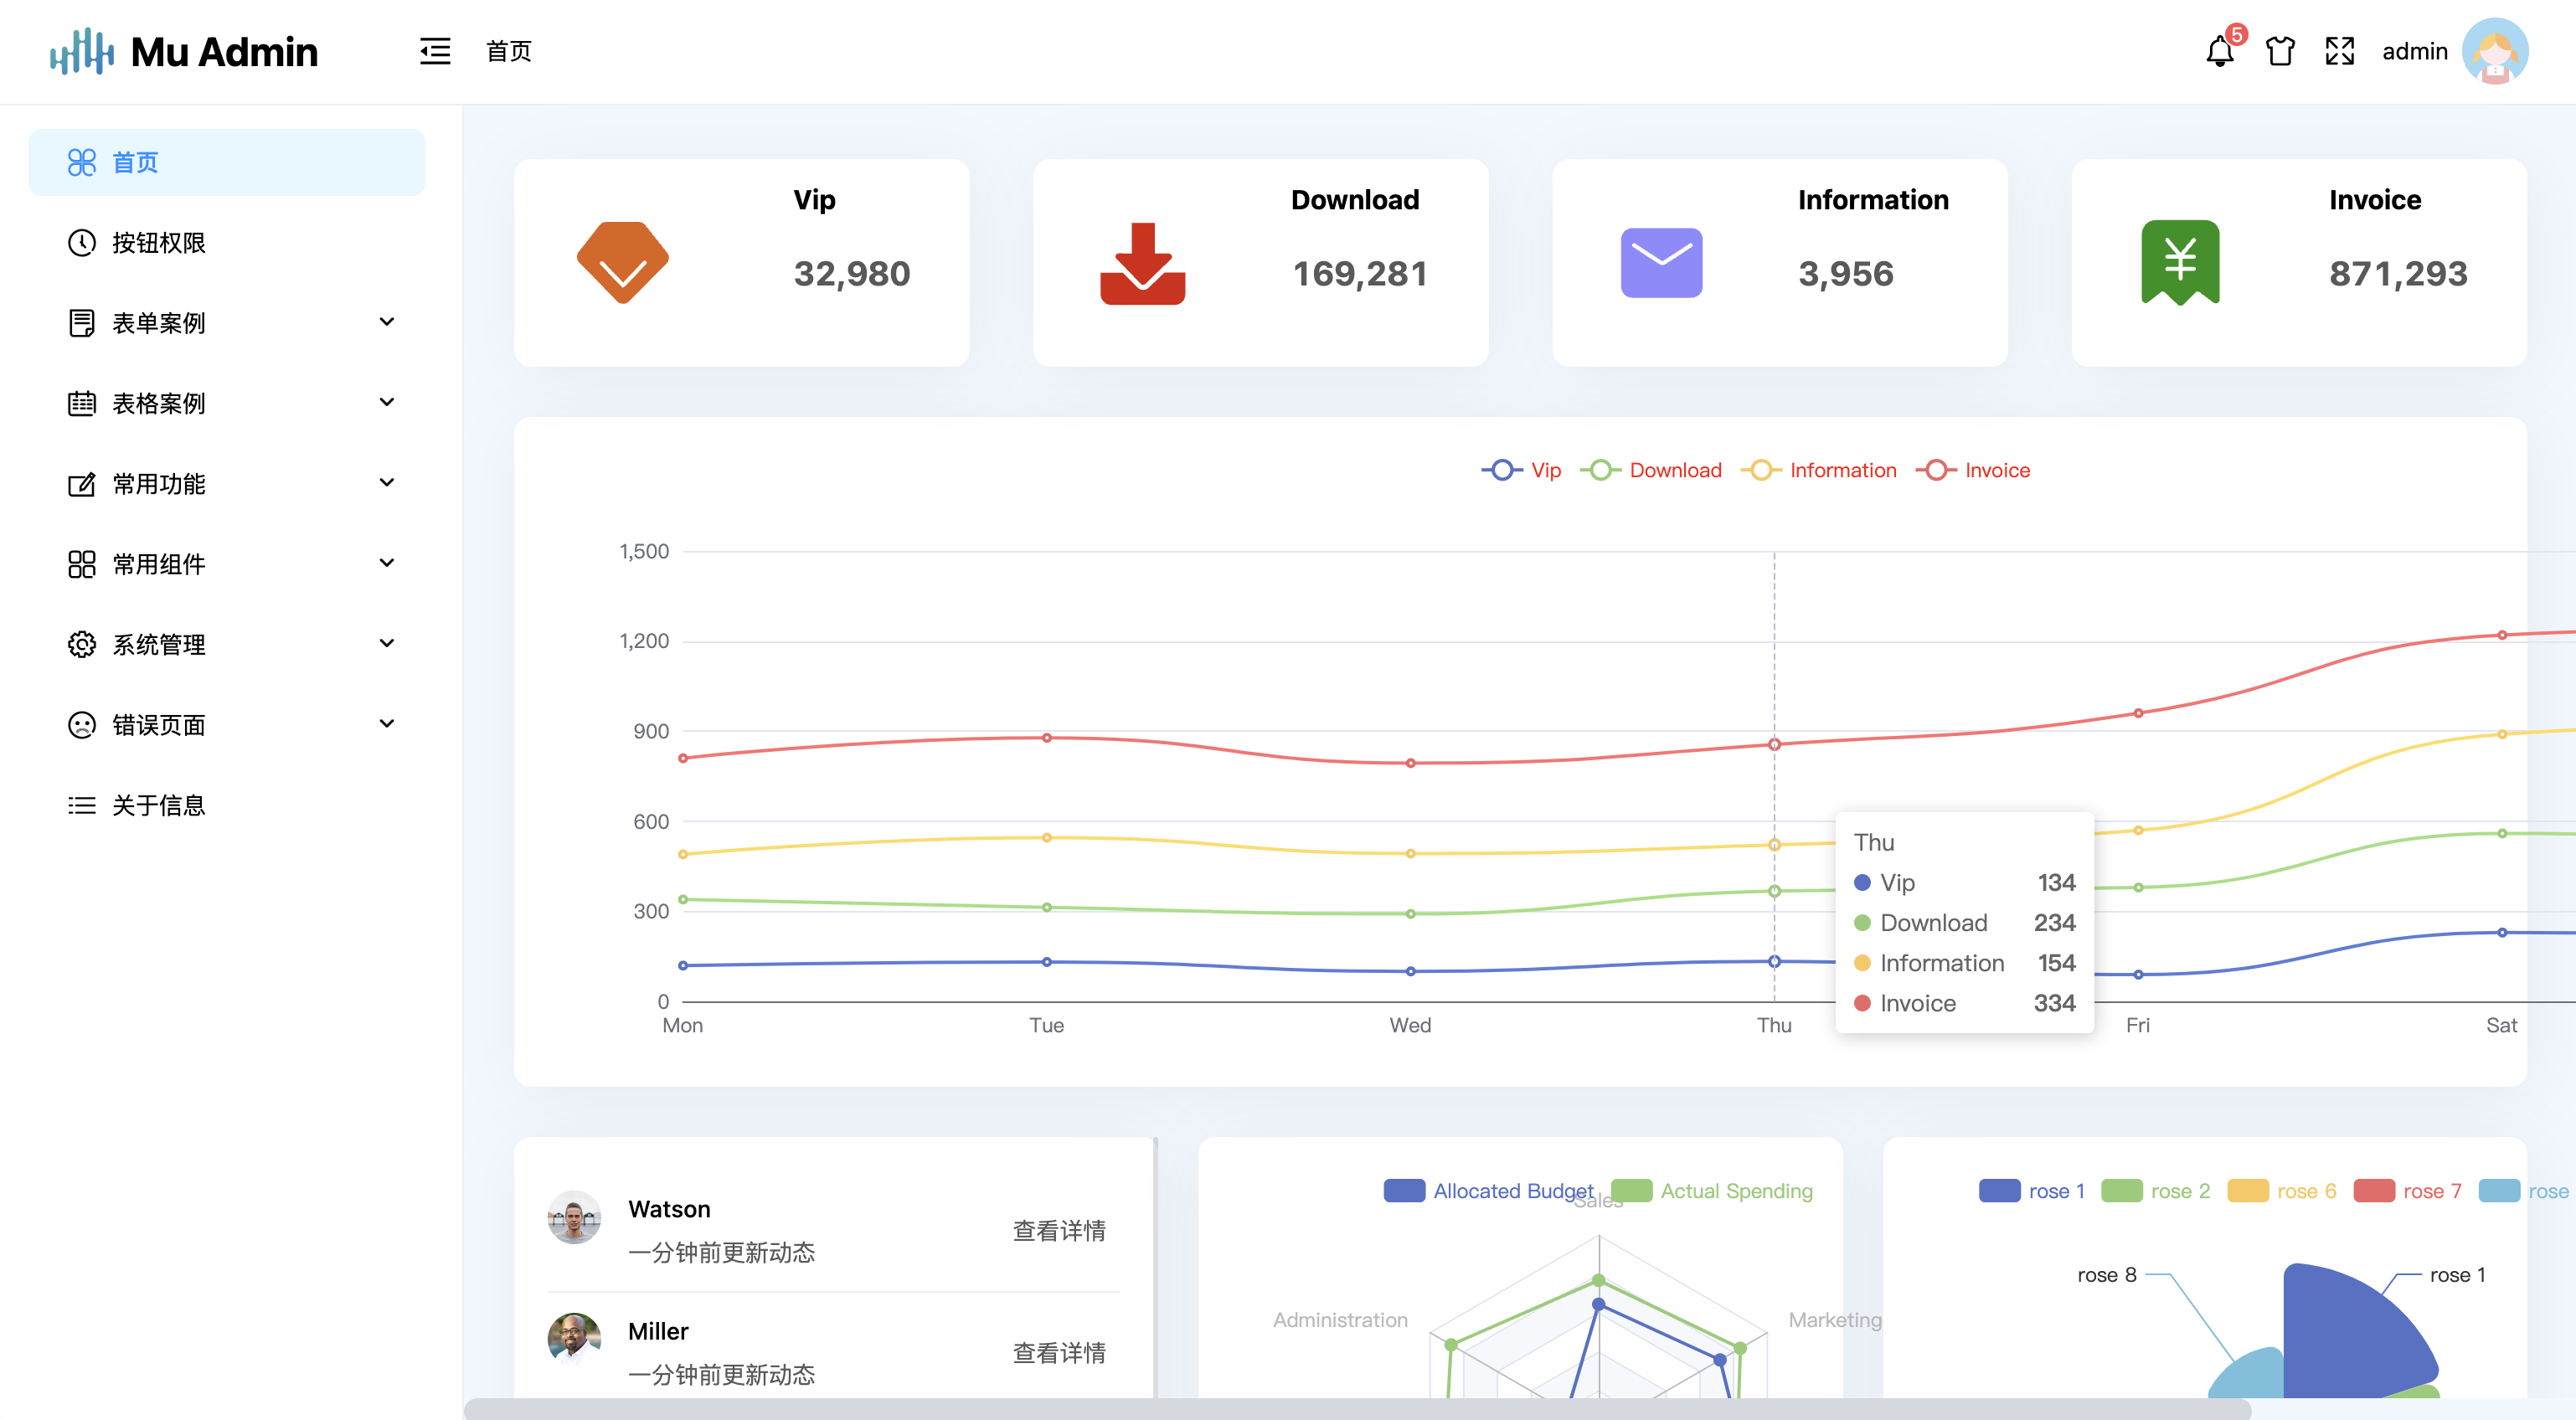 Mu Admin
首页
5
admin
首页
按钮权限
表单案例
表格案例
常用功能
常用组件
系统管理
错误页面
关于信息
Vip
32,980
Download
169,281
Information
3,956
Invoice
871,293
Vip Download Information Invoice
1,500
1,200
900
600
300
0
Mon Tue Wed Thu Fri Sat
Thu
Vip 134
Download 234
Information 154
Invoice 334
Watson
一分钟前更新动态
查看详情
Miller
一分钟前更新动态
查看详情
Allocated Budget Actual Spending
Sales
Administration
Marketing
rose 1 rose 2 rose 6 rose 7 rose
rose 8
rose 1